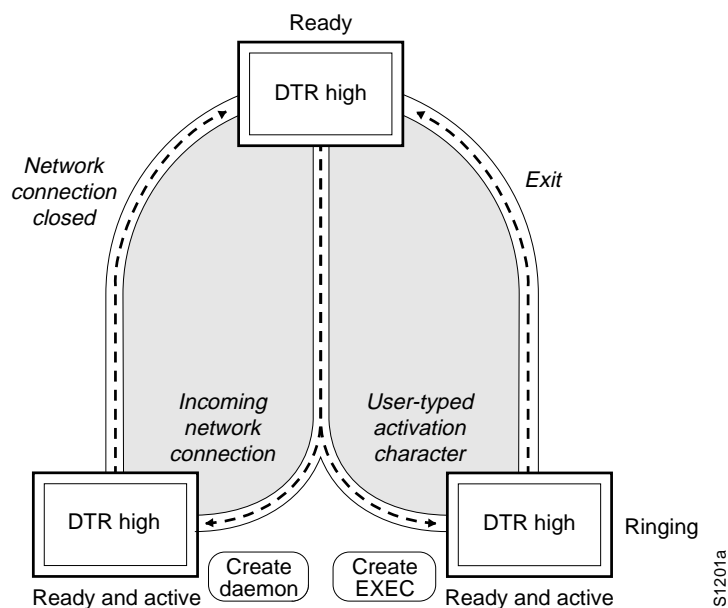 Ready
DTR high
Network
connection
closed
Exit
Incoming
network
connection
User-typed
activation
character
DTR high
DTR high
Ringing
Create
daemon
Create
EXEC
Ready and active
Ready and active
S1201a